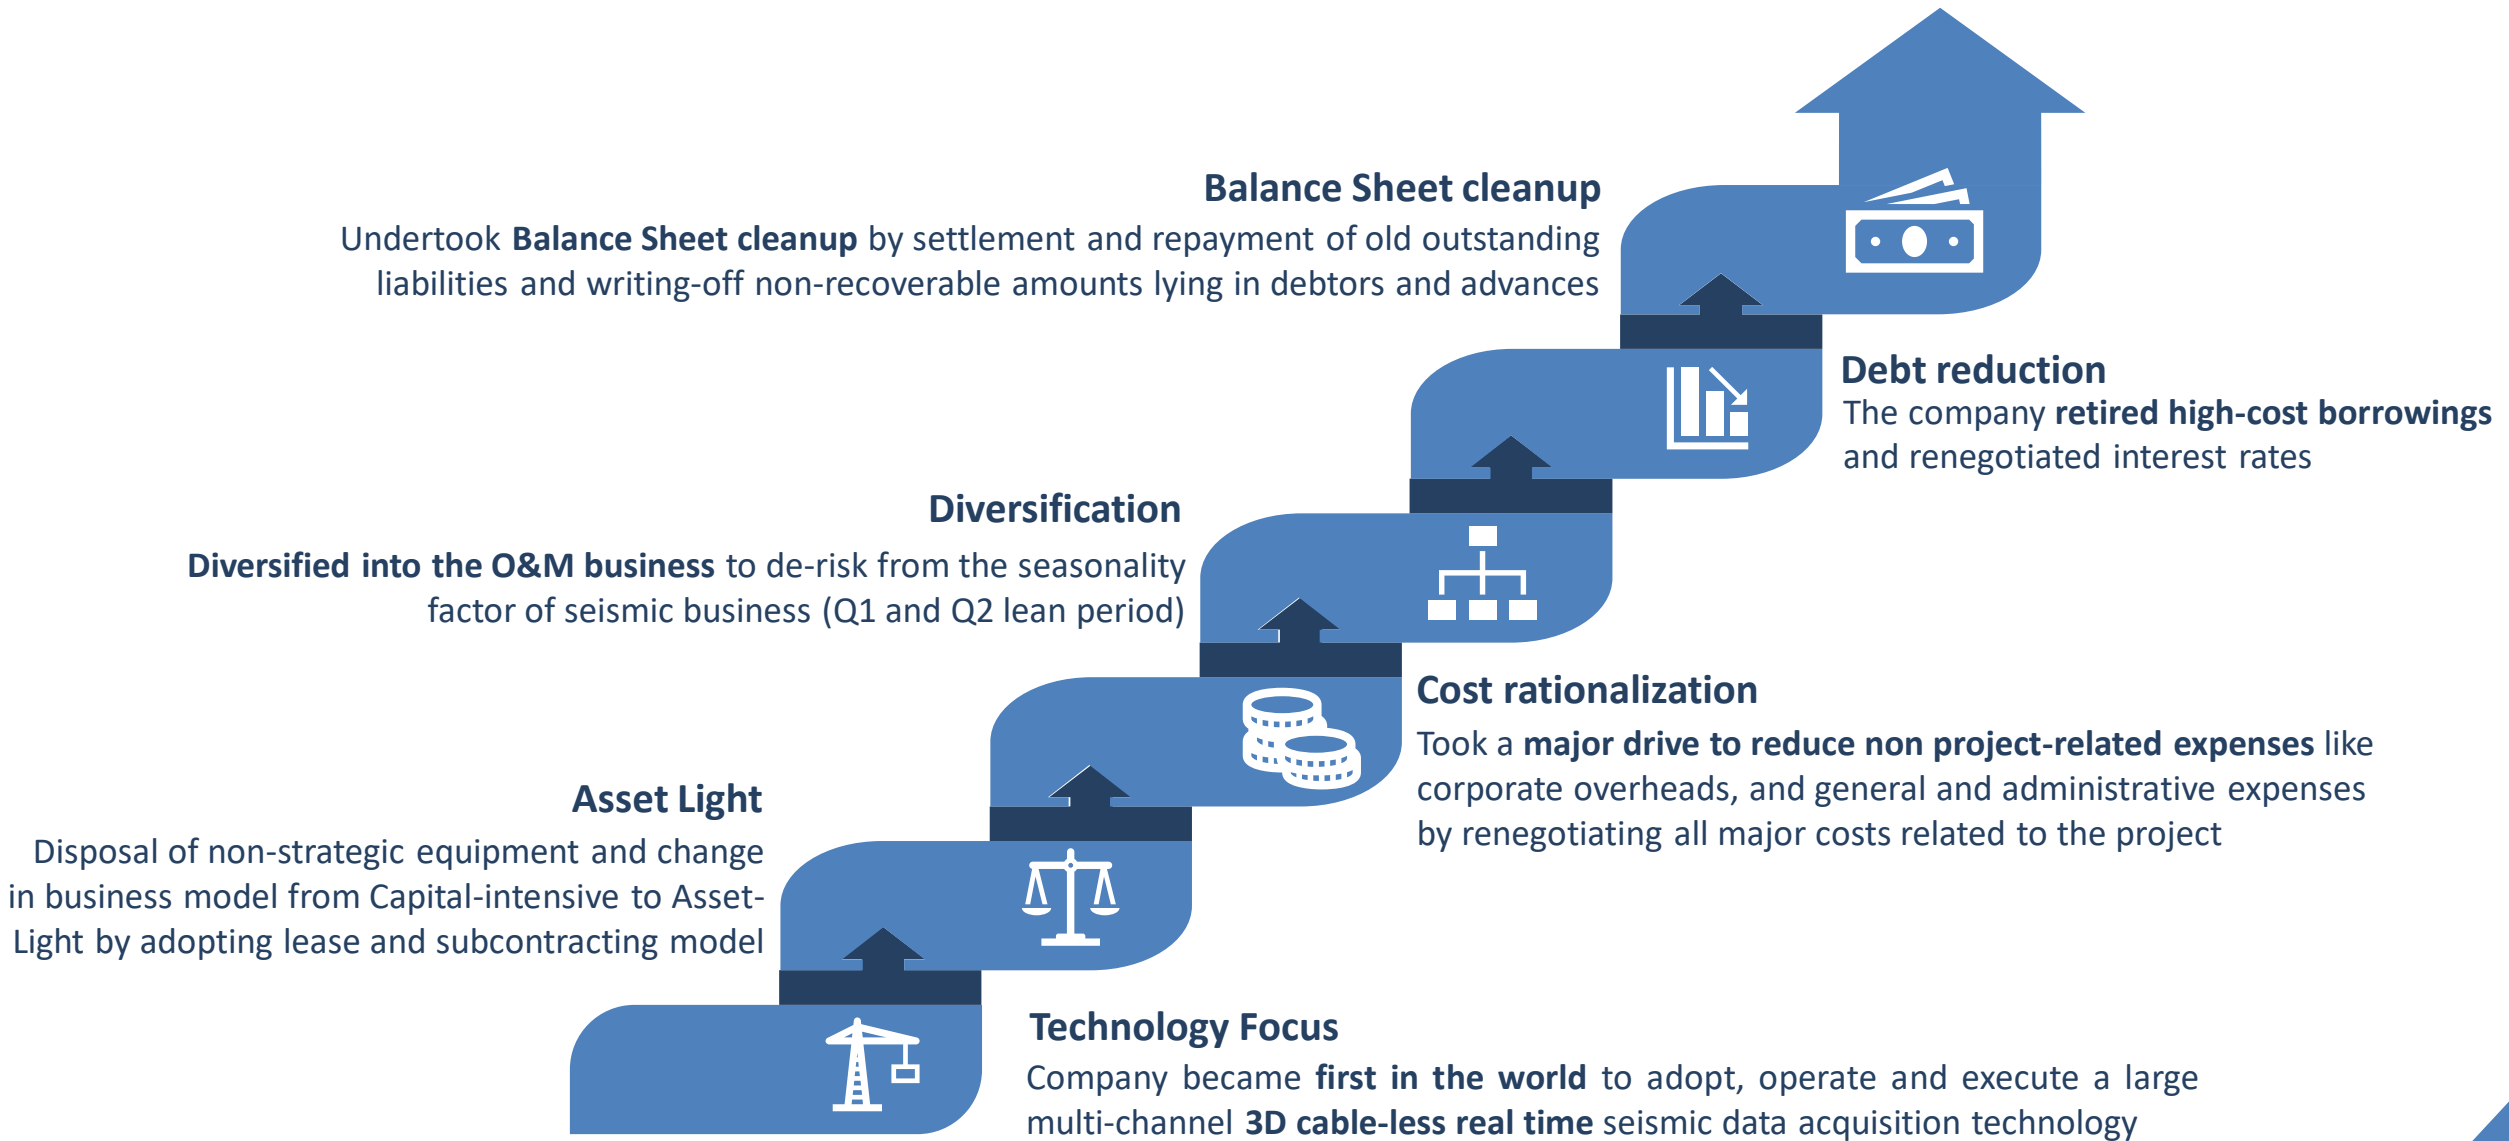 Balance Sheet cleanup
Undertook Balance Sheet cleanup by settlement and repayment of old outstanding
liabilities and writing-off non-recoverable amounts lying in debtors and advances
Debt reduction
The company retired high-cost borrowings
and renegotiated interest rates
Diversification
Diversified into the O&M business to de-risk from the seasonality
factor of seismic business (Q1 and Q2 lean period)
Cost rationalization
Took a major drive to reduce non project-related expenses like
corporate overheads, and general and administrative expenses
by renegotiating all major costs related to the project
Asset Light
Disposal of non-strategic equipment and change
in business model from Capital-intensive to Asset-
Light by adopting lease and subcontracting model
Technology Focus
Company became first in the world to adopt, operate and execute a large
multi-channel 3D cable-less real time seismic data acquisition technology